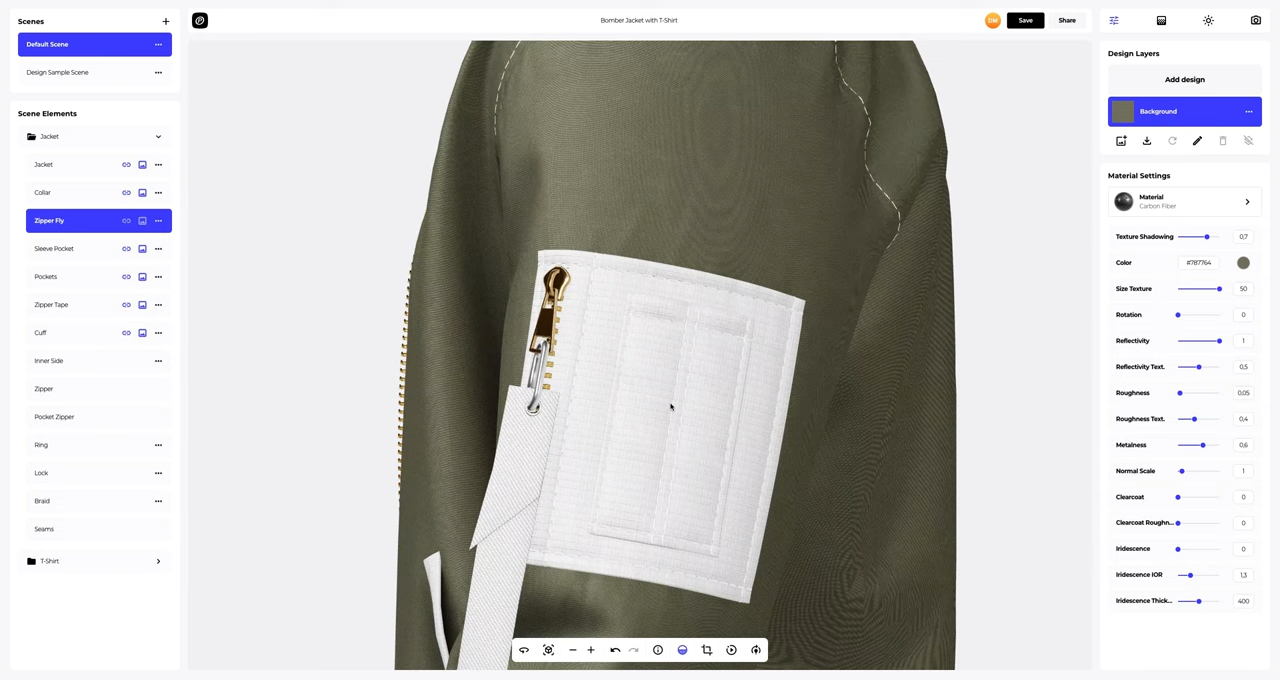 Scenes
Default Scene
Design Sample Scene
Scene Elements
Jacket
Jacket
Collar
Zipper Fly
Sleeve Pocket
Pockets
Zipper Tape
Cuff
Inner Side
Zipper
Pocket Zipper
Ring
Lock
Braid
Seams
T-Shirt
Bomber Jacket with T-Shirt
DM
Save
Share
Design Layers
Add design
Background
Material Settings
Material
Carbon Fiber
Texture Shadowing 0,7
Color #787764
Size Texture 50
Rotation 0
Reflectivity 1
Reflectivity Text. 0,5
Roughness 0,05
Roughness Text. 0,4
Metalness 0,6
Normal Scale 1
Clearcoat 0
Clearcoat Roughn... 0
Iridescence 0
Iridescence IOR 1,3
Iridescence Thick... 400